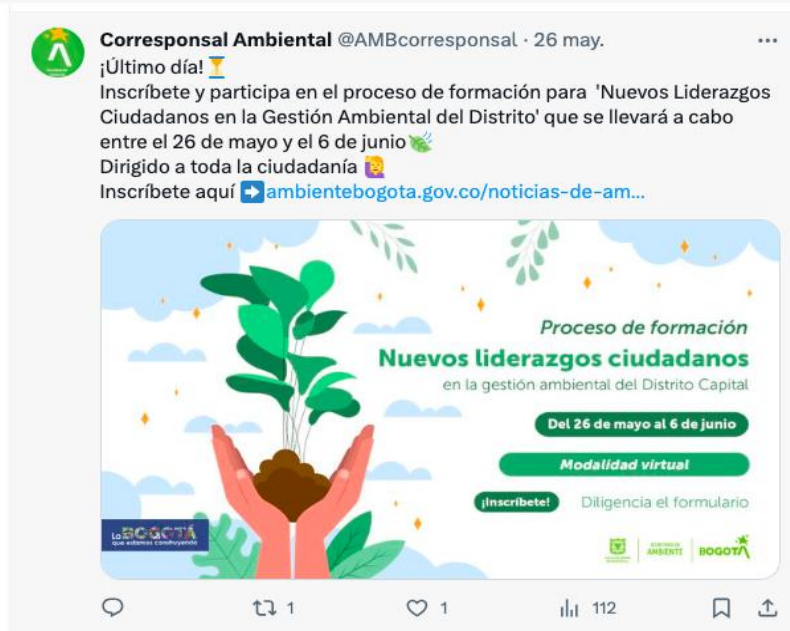 Corresponsal Ambiental @AMBcorresponsal · 26 may.
¡Último día!⏳
Inscríbete y participa en el proceso de formación para 'Nuevos Liderazgos
Ciudadanos en la Gestión Ambiental del Distrito' que se llevará a cabo
entre el 26 de mayo y el 6 de junio🍃
Dirigido a toda la ciudadanía 🙋
Inscríbete aquí ➡️ambientebogota.gov.co/noticias-de-am...
Proceso de formación
Nuevos liderazgos ciudadanos
en la gestión ambiental del Distrito Capital
Del 26 de mayo al 6 de junio
Modalidad virtual
¡Inscríbete! Diligencia el formulario
La BOGOTÁ
que estamos construyendo
AMBIENTE
BOGOTÁ
1 1 112